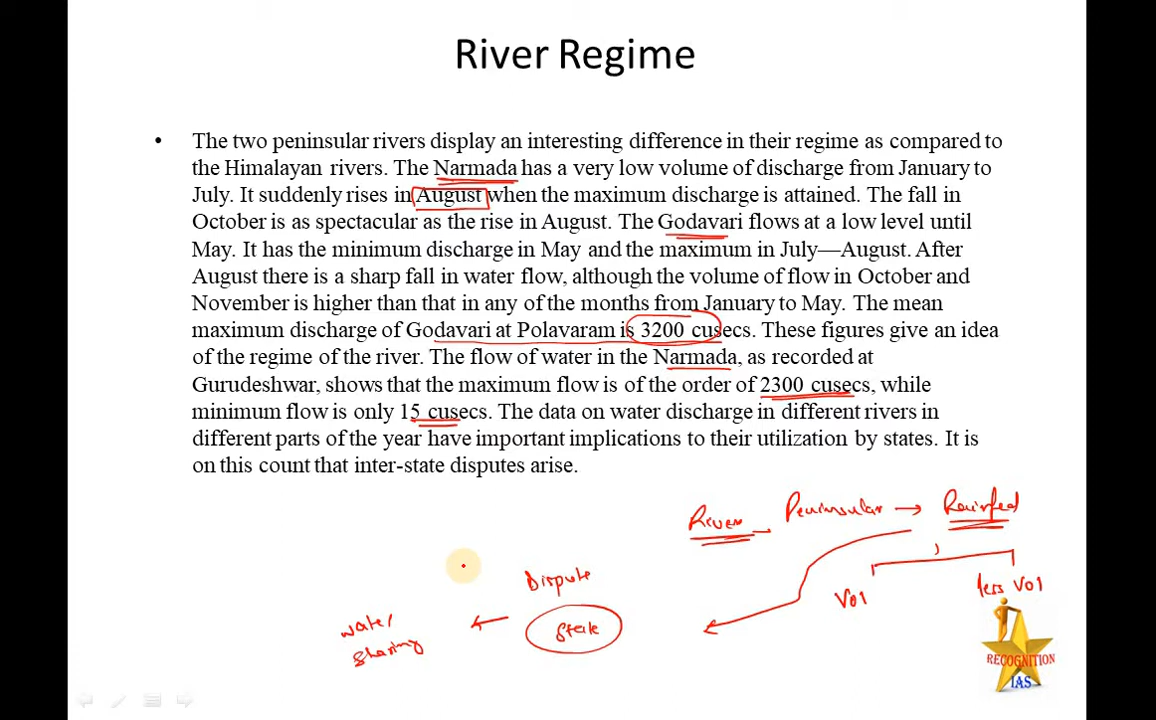 River Regime
• The two peninsular rivers display an interesting difference in their regime as compared to
the Himalayan rivers. The Narmada has a very low volume of discharge from January to
July. It suddenly rises in August when the maximum discharge is attained. The fall in
October is as spectacular as the rise in August. The Godavari flows at a low level until
May. It has the minimum discharge in May and the maximum in July—August. After
August there is a sharp fall in water flow, although the volume of flow in October and
November is higher than that in any of the months from January to May. The mean
maximum discharge of Godavari at Polavaram is 3200 cusecs. These figures give an idea
of the regime of the river. The flow of water in the Narmada, as recorded at
Gurudeshwar, shows that the maximum flow is of the order of 2300 cusecs, while
minimum flow is only 15 cusecs. The data on water discharge in different rivers in
different parts of the year have important implications to their utilization by states. It is
on this count that inter-state disputes arise.
River Peninsular → Rainfed
Dispute
Vol less Vol
water State
sharing
RECOGNITION
IAS